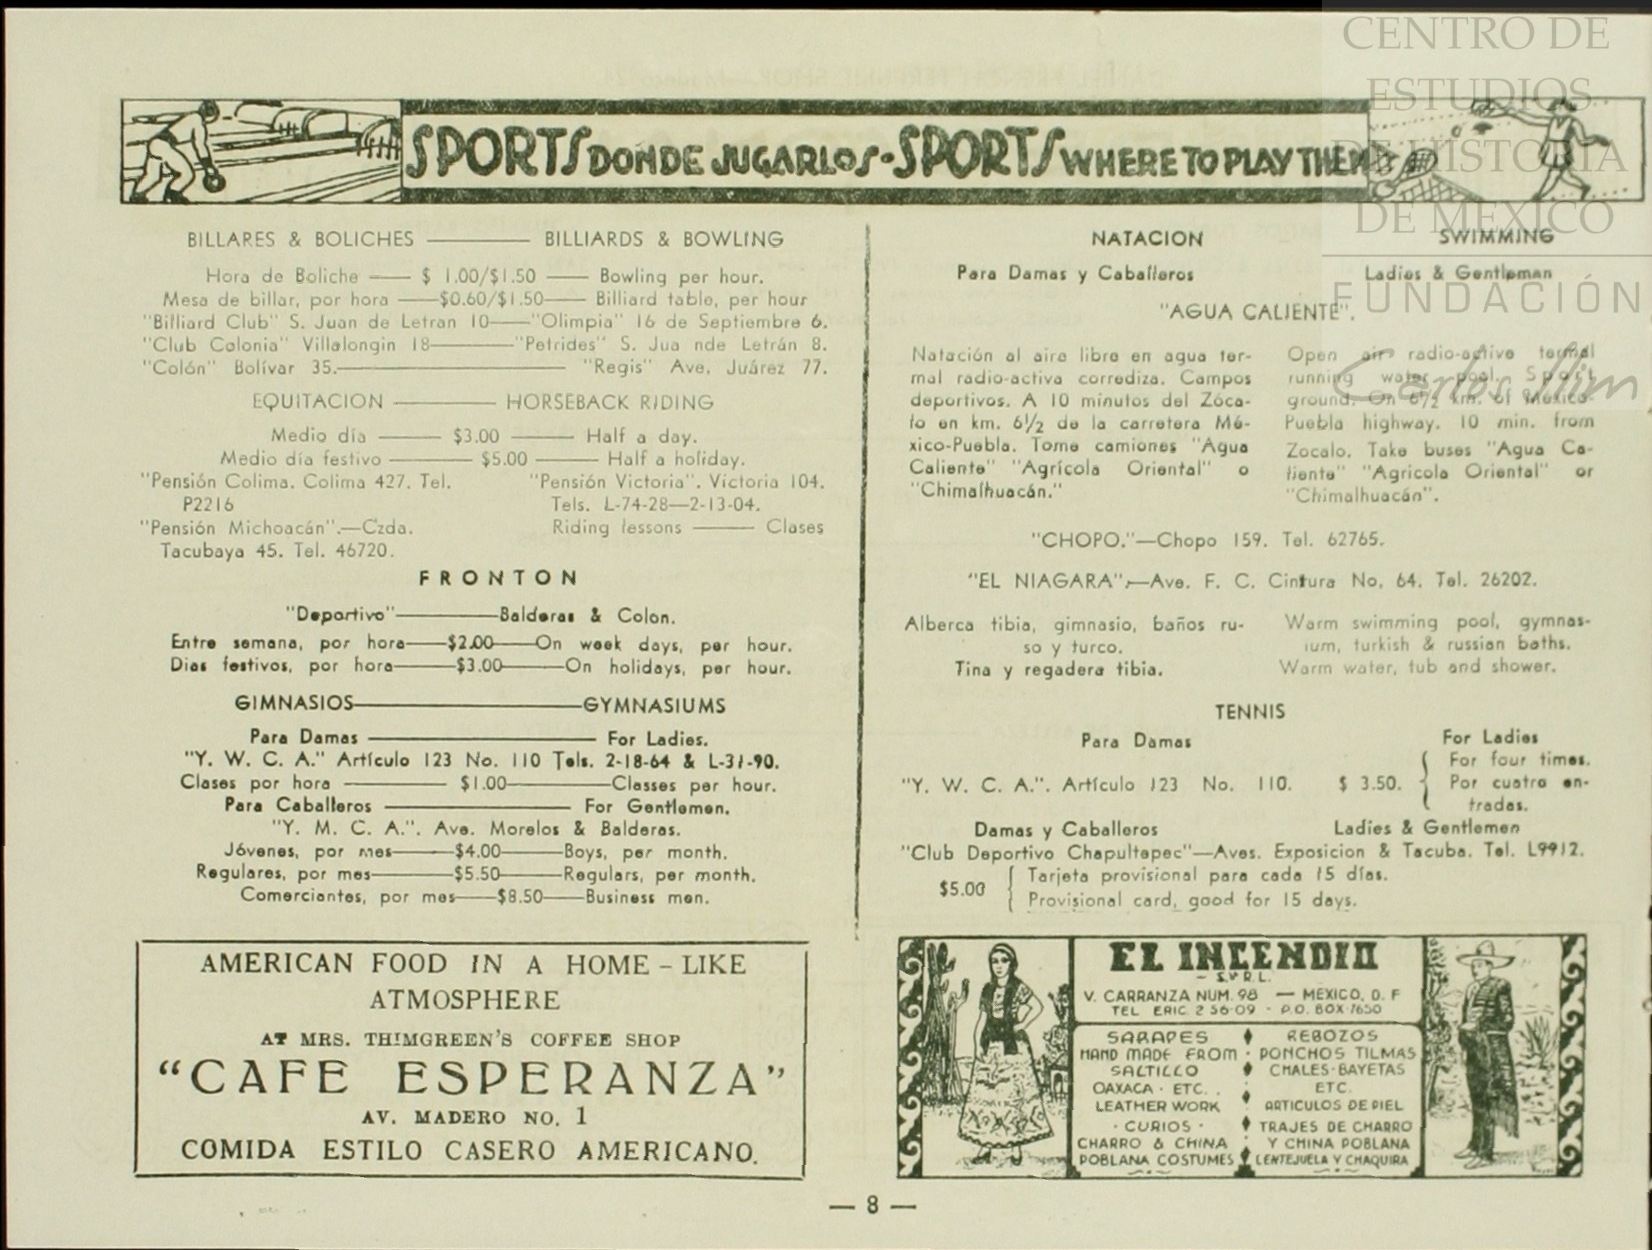 CENTRO DE
ESTUDIOS
DE HISTORIA
DE MEXICO
FUNDACIÓN
Carlos Slim
SPORTS DONDE JUGARLOS - SPORTS WHERE TO PLAY THEM
BILLARES & BOLICHES ——— BILLIARDS & BOWLING
Hora de Boliche —— $ 1.00/$1.50 —— Bowling per hour.
Mesa de billar, por hora ——$0.60/$1.50—— Billiard table, per hour
"Billiard Club" S. Juan de Letran 10——"Olimpia" 16 de Septiembre 6.
"Club Colonia" Villalongin 18————"Petrides" S. Jua nde Letrán 8.
"Colón" Bolívar 35.———————— "Regis" Ave. Juárez 77.
EQUITACION ———— HORSEBACK RIDING
Medio día —— $3.00 —— Half a day.
Medio día festivo ——— $5.00 ——— Half a holiday.
"Pensión Colima. Colima 427. Tel.
P2216
"Pensión Michoacán".—Czda.
Tacubaya 45. Tel. 46720.
"Pensión Victoria". Victoria 104.
Tels. L-74-28—2-13-04.
Riding lessons ——— Clases
FRONTON
"Deportivo"————Balderas & Colon.
Entre semana, por hora——$2.00——On week days, per hour.
Dias festivos, por hora——$3.00——On holidays, per hour.
GIMNASIOS————————GYMNASIUMS
Para Damas ———————— For Ladies.
"Y. W. C. A." Artículo 123 No. 110 Tels. 2-18-64 & L-31-90.
Clases por hora ———— $1.00————Classes per hour.
Para Caballeros ——————— For Gentlemen.
"Y. M. C. A.". Ave. Morelos & Balderas.
Jóvenes, por mes——$4.00——Boys, per month.
Regulares, por mes———$5.50——Regulars, per month.
Comerciantes, por mes——$8.50——Business men.
AMERICAN FOOD IN A HOME – LIKE
ATMOSPHERE
AT MRS. THIMGREEN'S COFFEE SHOP
"CAFE ESPERANZA"
AV. MADERO NO. 1
COMIDA ESTILO CASERO AMERICANO.
NATACION SWIMMING
Para Damas y Caballeros Ladies & Gentleman
"AGUA CALIENTE".
Natación al aire libre en agua ter-
mal radio-activa corrediza. Campos
deportivos. A 10 minutos del Zóca-
lo en km. 6½ de la carretera Mé-
xico-Puebla. Tome camiones "Agua
Caliente" "Agrícola Oriental" o
"Chimalhuacán."
Open air radio-active termal
running water pool. Sport
ground. on 6½ km. of México-
Puebla highway. 10 min. from
Zocalo. Take buses "Agua Ca-
liente" "Agricola Oriental" or
"Chimalhuacán".
"CHOPO."—Chopo 159. Tel. 62765.
"EL NIAGARA".—Ave. F. C. Cintura No. 64. Tel. 26202.
Alberca tibia, gimnasio, baños ru-
so y turco.
Tina y regadera tibia.
Warm swimming pool, gymnas-
ium, turkish & russian baths.
Warm water, tub and shower.
TENNIS
Para Damas For Ladies
"Y. W. C. A.". Artículo 123 No. 110. $ 3.50.
For four times.
Por cuatro en-
tradas.
Damas y Caballeros Ladies & Gentlemen
"Club Deportivo Chapultepec"—Aves. Exposicion & Tacuba. Tel. L9912.
$5.00
Tarjeta provisional para cada 15 días.
Provisional card, good for 15 days.
EL INCENDIO
- S. y R. L.
V. CARRANZA NUM. 98 — MEXICO, D. F
TEL ERIC. 2 56-09 - P.O. BOX 7650
SARAPES
HAND MADE FROM
SALTILLO
OAXACA · ETC.
LEATHER WORK
· CURIOS ·
CHARRO & CHINA
POBLANA COSTUMES
REBOZOS
PONCHOS TILMAS
CHALES-BAYETAS
ETC.
ARTICULOS DE PIEL
TRAJES DE CHARRO
Y CHINA POBLANA
LENTEJUELA Y CHAQUIRA
— 8 —